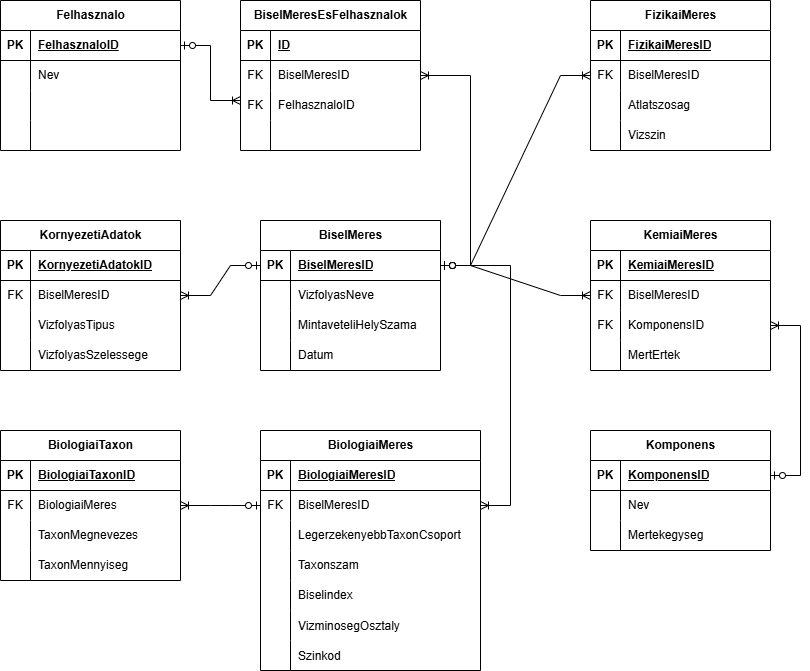 Felhasznalo
PK FelhasznaloID
Nev
BiselMeresEsFelhasznalok
PK ID
FK BiselMeresID
FK FelhasznaloID
FizikaiMeres
PK FizikaiMeresID
FK BiselMeresID
Atlatszosag
Vizszin
KornyezetiAdatok
PK KornyezetiAdatokID
FK BiselMeresID
VizfolyasTipus
VizfolyasSzelessege
BiselMeres
PK BiselMeresID
VizfolyasNeve
MintaveteliHelySzama
Datum
KemiaiMeres
PK KemiaiMeresID
FK BiselMeresID
FK KomponensID
MertErtek
BiologiaiTaxon
PK BiologiaiTaxonID
FK BiologiaiMeres
TaxonMegnevezes
TaxonMennyiseg
BiologiaiMeres
PK BiologiaiMeresID
FK BiselMeresID
LegerzekenyebbTaxonCsoport
Taxonszam
Biselindex
VizminosegOsztaly
Szinkod
Komponens
PK KomponensID
Nev
Mertekegyseg